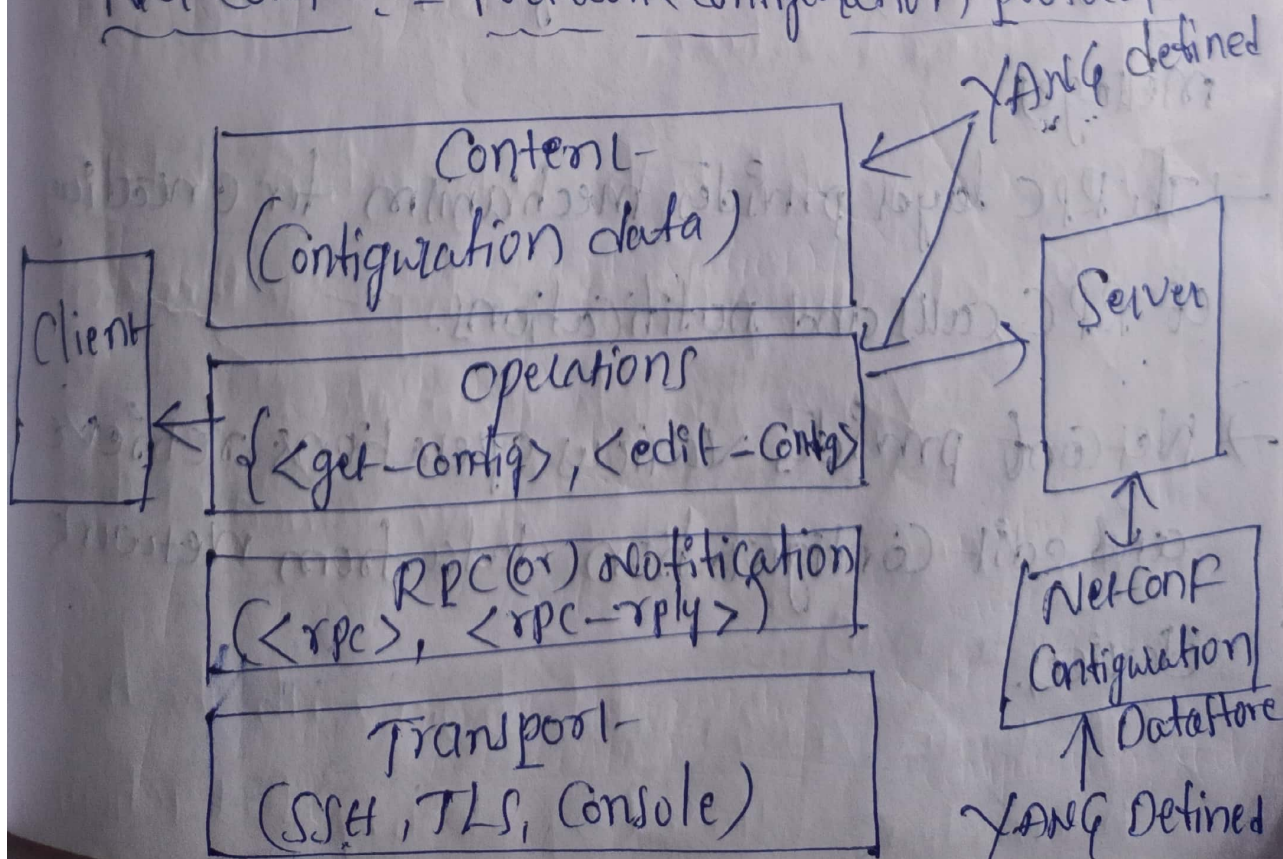 YANG defined
Content
(Configuration data)
Client
Server
Operations
{<get-config>, <edit-Config>
RPC (or) Notification
(<rpc>, <rpc-rply>)
NetConF
Configuration
DataStore
Transport
(SSH, TLS, Console)
YANG Defined